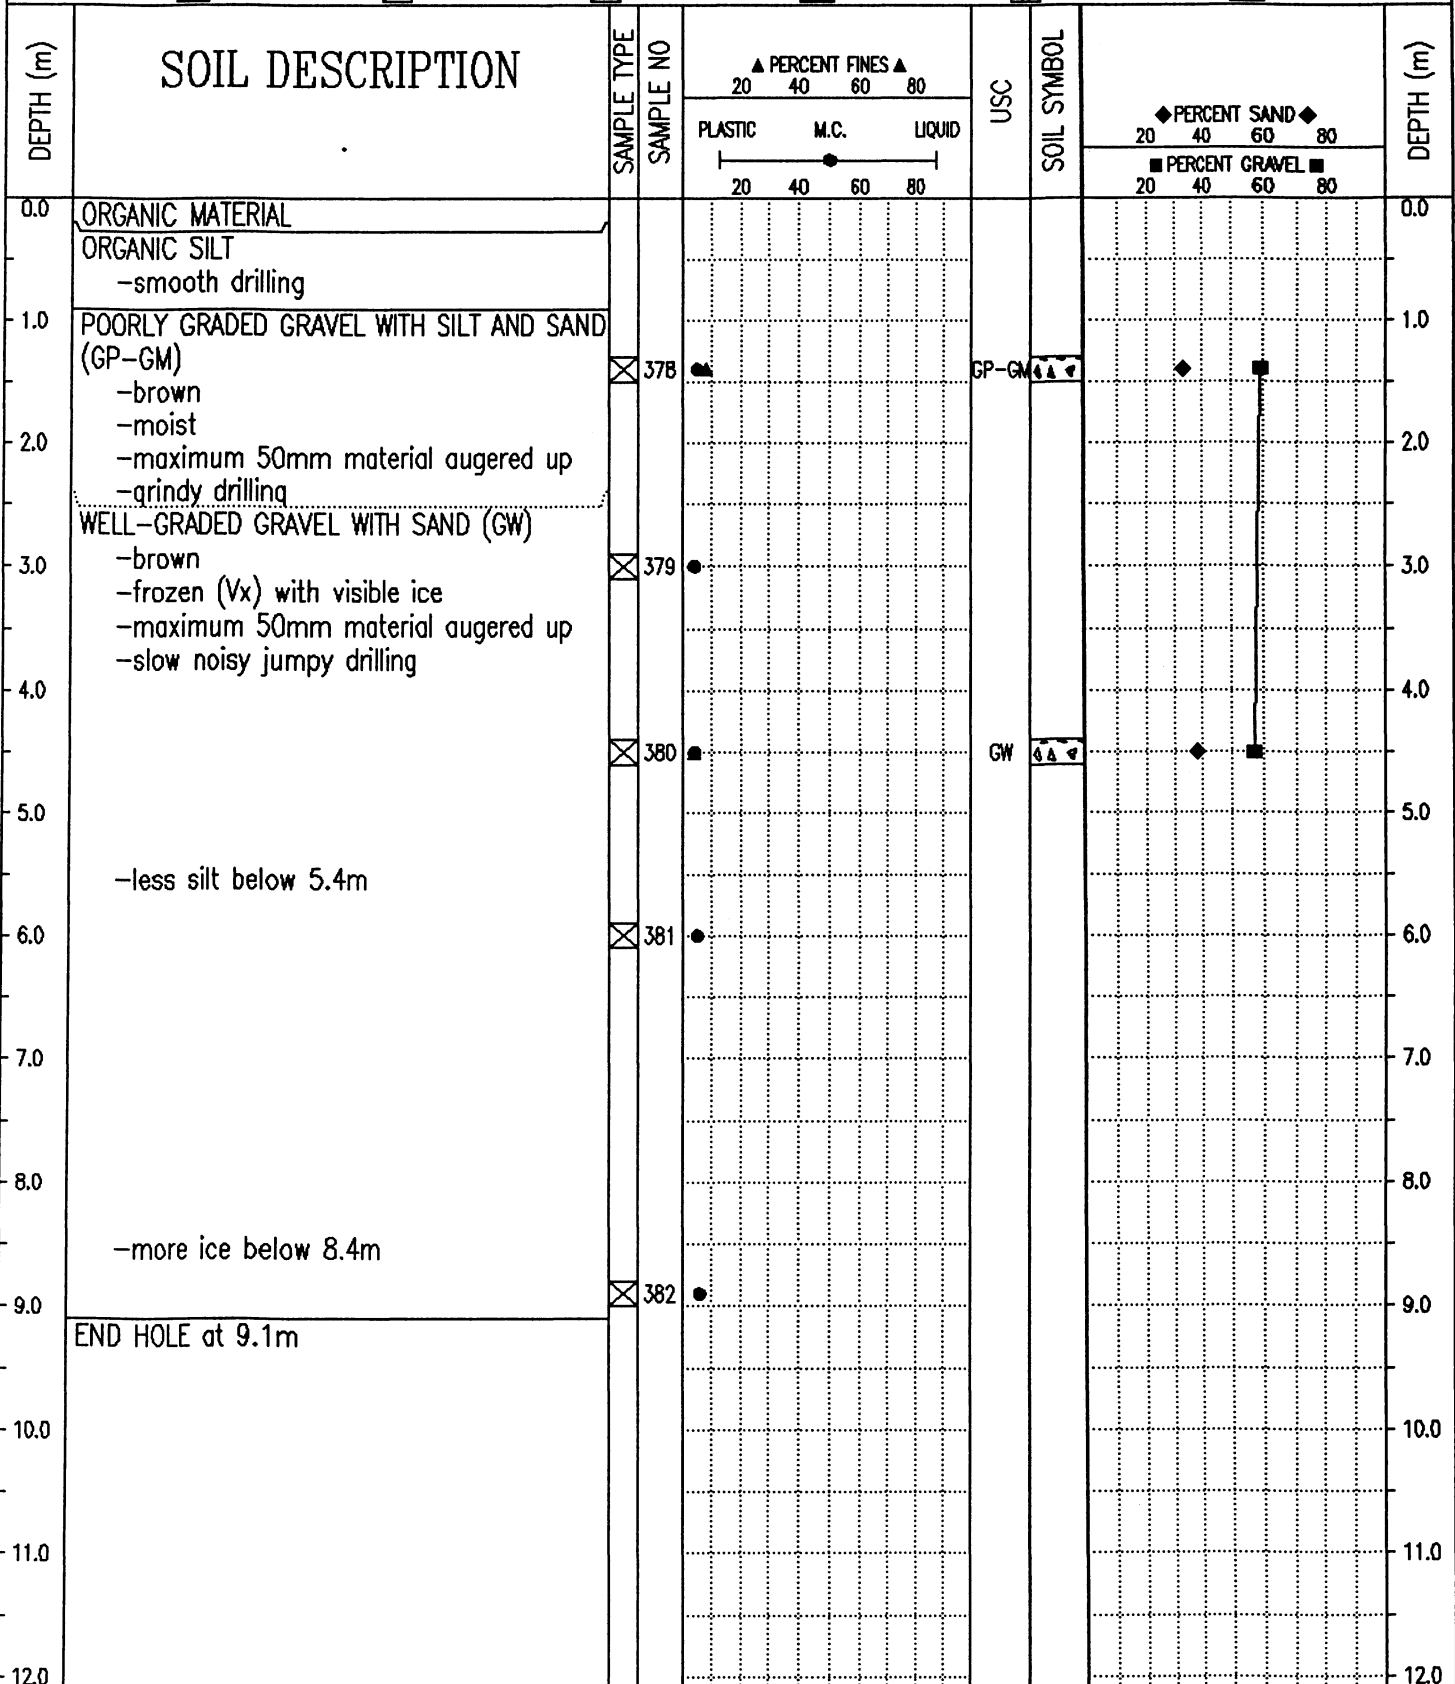 DEPTH (m)
SOIL DESCRIPTION
SAMPLE TYPE
SAMPLE NO
▲ PERCENT FINES ▲
20 40 60 80
PLASTIC M.C. LIQUID
20 40 60 80
USC
SOIL SYMBOL
◆PERCENT SAND◆
20 40 60 80
■ PERCENT GRAVEL ■
20 40 60 80
DEPTH (m)
0.0 ORGANIC MATERIAL 0.0
ORGANIC SILT
-smooth drilling
1.0 POORLY GRADED GRAVEL WITH SILT AND SAND 1.0
(GP-GM) 378 GP-GM
-brown
-moist
2.0 2.0
-maximum 50mm material augered up
-grindy drilling
WELL-GRADED GRAVEL WITH SAND (GW)
3.0 -brown 379 3.0
-frozen (Vx) with visible ice
-maximum 50mm material augered up
-slow noisy jumpy drilling
4.0 4.0
380 GW
5.0 5.0
-less silt below 5.4m
6.0 381 6.0
7.0 7.0
8.0 8.0
-more ice below 8.4m
382
9.0 9.0
END HOLE at 9.1m
10.0 10.0
11.0 11.0
12.0 12.0